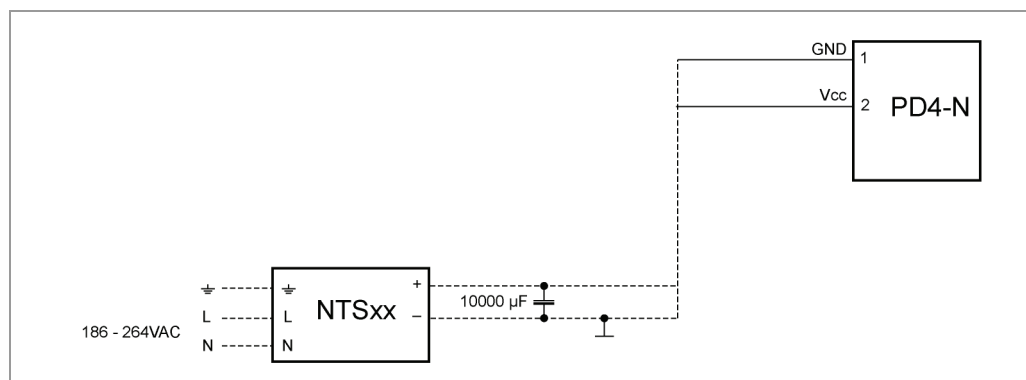 GND
1
Vcc
2
PD4-N
+
10000 µF
L
L
NTSxx
–
186 - 264VAC
N
N